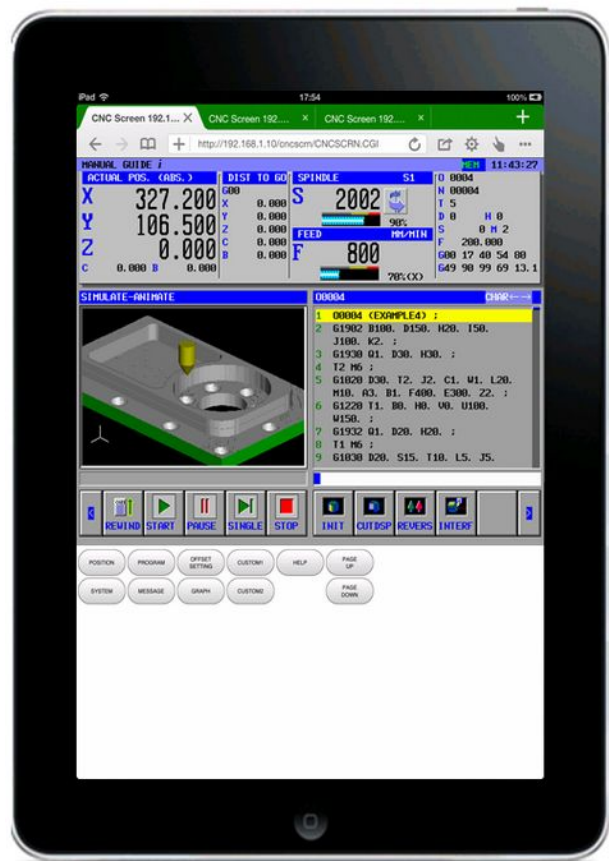 iPad 17:54 100%
CNC Screen 192.1... X CNC Screen 192.... × CNC Screen 192.... × +
http://192.168.1.10/cncscrn/CNCSCRN.CGI
MANUAL GUIDE i MEM 11:43:27
ACTUAL POS. (ABS.) DIST TO GO SPINDLE S1 O 0004
X 327.200 G00 S 2002 N 00004
X 0.000 T 5
Y 106.500 Y 0.000 90% D 0 H 0
Z 0.000 FEED MM/MIN S 0 M 2
Z 0.000 C 0.000 F 800 F 200.000
B 0.000 G00 17 40 54 80
C 0.000 B 0.000 70%(X) G49 90 99 69 13.1
SIMULATE-ANIMATE O0004 CHAR←→
1 O0004 (EXAMPLE4) ;
2 G1902 B100. D150. H20. I50.
J100. K2. ;
3 G1930 Q1. D30. H30. ;
4 T2 M6 ;
5 G1020 D30. T2. J2. C1. W1. L20.
M10. A3. B1. F400. E300. Z2. ;
6 G1220 T1. B0. H0. V0. U100.
W150. ;
7 G1932 Q1. D20. H20. ;
8 T1 M6 ;
9 G1030 D20. S15. T10. L5. J5.
< REWIND START PAUSE SINGLE STOP INIT CUTDSP REVERS INTERF >
POSITION PROGRAM OFFSET SETTING CUSTOM1 HELP PAGE UP
SYSTEM MESSAGE GRAPH CUSTOM2 PAGE DOWN